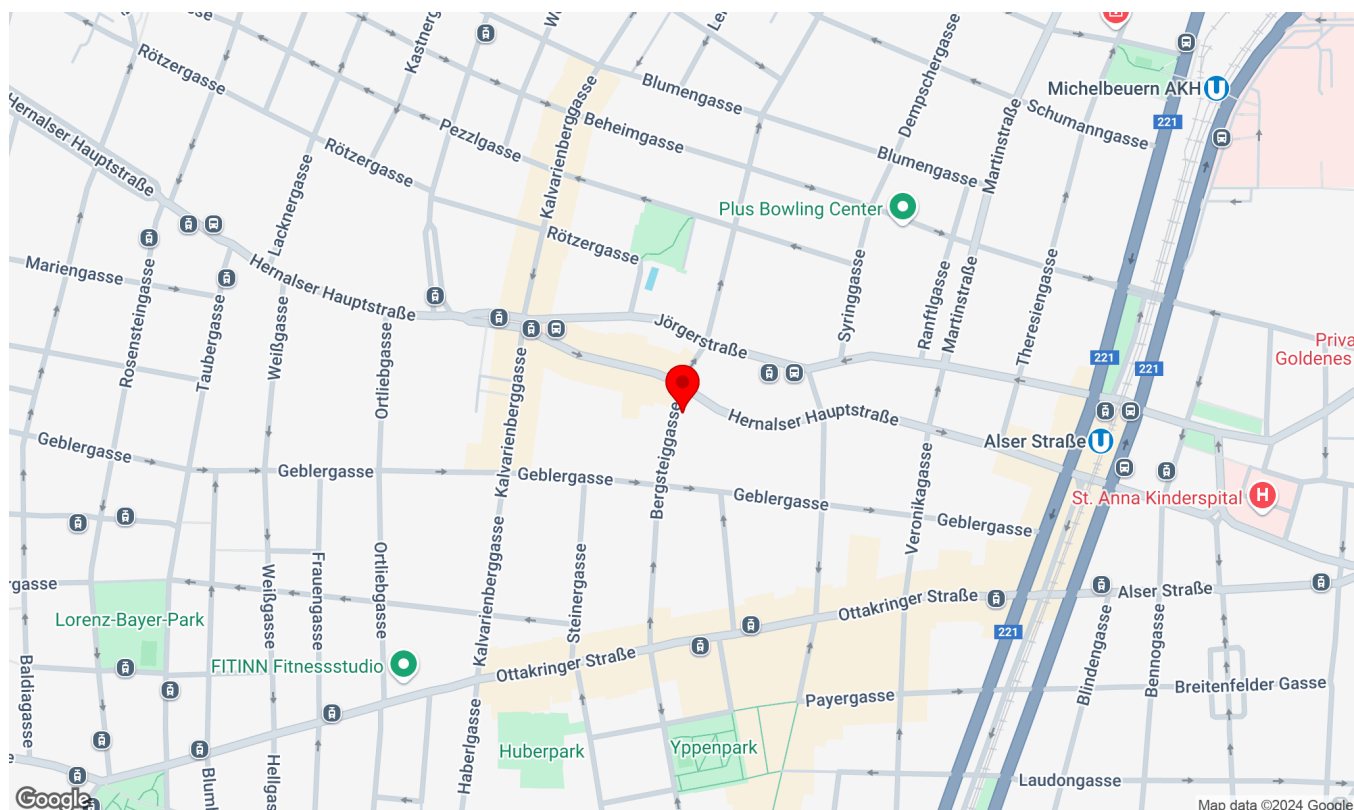 Rötzergasse
Kastnerg
Blumengasse
Dempschergasse
Michelbeuern AKH
Hernalser Hauptstraße
Lacknergasse
Rötzergasse
Pezzlgasse
Kalvarienberggasse
Beheimgasse
Blumengasse
Martinstraße
Schumanngasse
221
Plus Bowling Center
Mariengasse
Rosensteingasse
Taubergasse
Weißgasse
Hernalser Hauptstraße
Ortliebgasse
Rötzergasse
Jörgerstraße
Syringgasse
Ranftlgasse
Martinstraße
Theresiengasse
221
221
Priva
Goldenes
Kalvarienberggasse
Bergsteiggasse
Hernalser Hauptstraße
Alser Straße
Geblergasse
Geblergasse
Geblergasse
Geblergasse
Geblergasse
Veronikagasse
St. Anna Kinderspital
H
rgasse
Lorenz-Bayer-Park
Weißgasse
Frauengasse
Ortliebgasse
Steinergasse
Ottakringer Straße
Alser Straße
221
FITINN Fitnessstudio
Kalvarienberggasse
Ottakringer Straße
Baldiagasse
Blindengasse
Bennogasse
Breitenfelder Gasse
Payergasse
Huberpark
Yppenpark
Haberlgasse
Hellgasse
Laudongasse
Google
Map data ©2024 Google